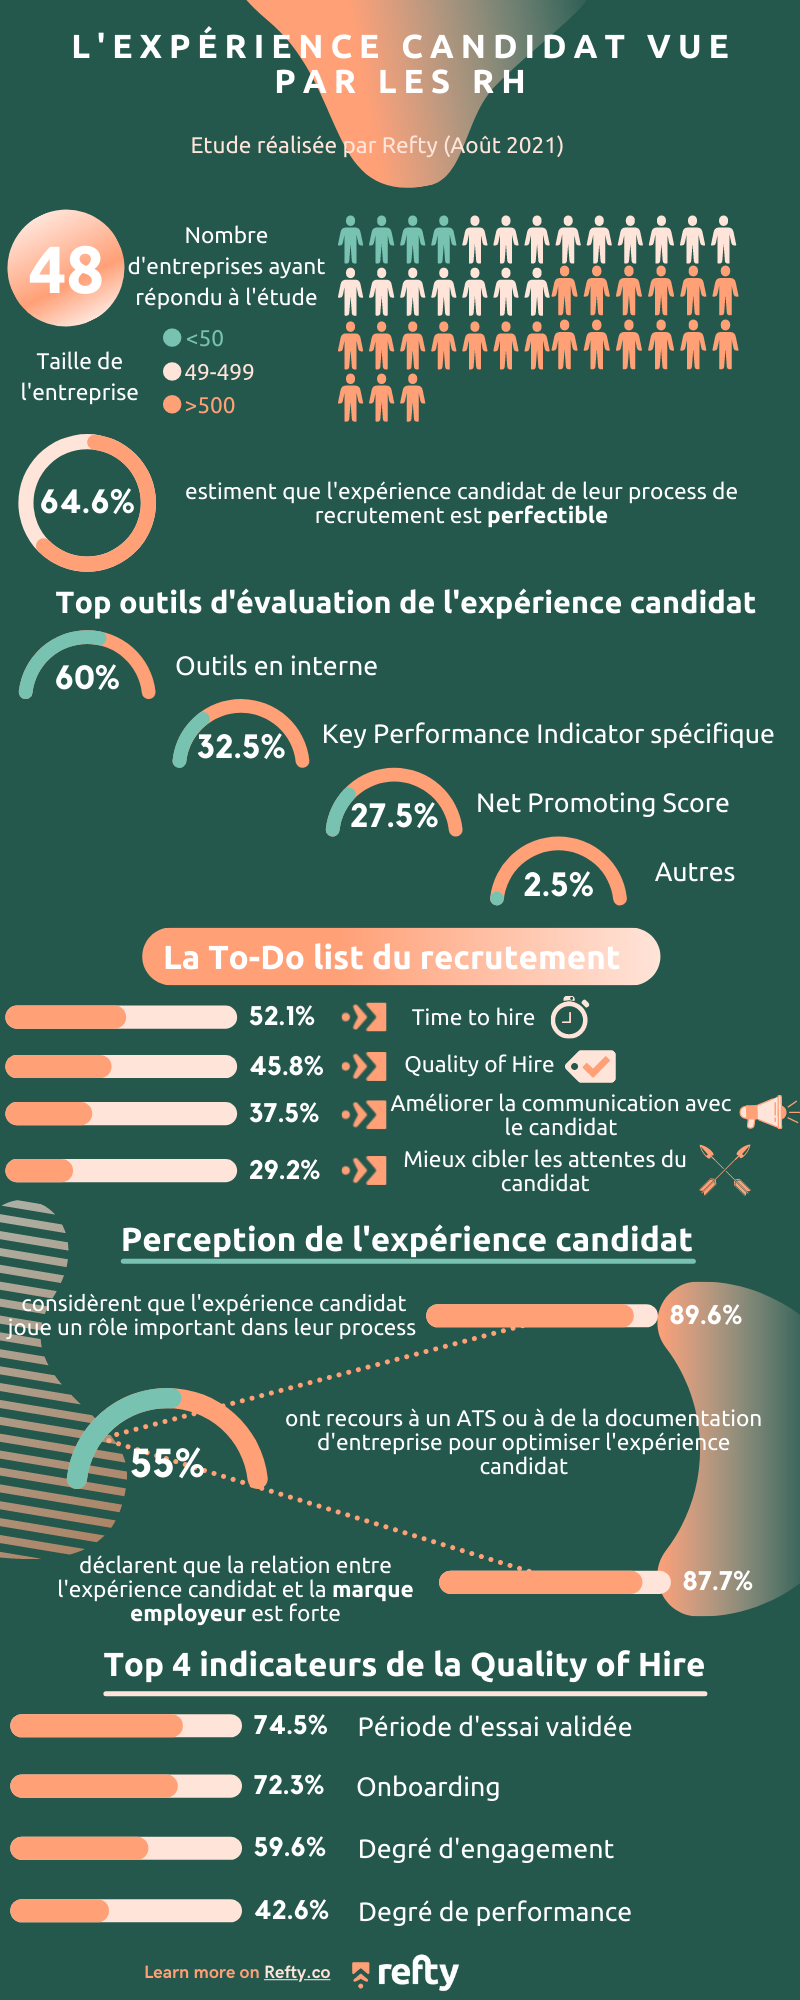 L'EXPÉRIENCE CANDIDAT VUE
PAR LES RH
Etude réalisée par Refty (Août 2021)
48
Nombre
d'entreprises ayant
répondu à l'étude
Taille de
l'entreprise
<50
49-499
>500
64.6%
estiment que l'expérience candidat de leur process de
recrutement est perfectible
Top outils d'évaluation de l'expérience candidat
60%
Outils en interne
32.5%
Key Performance Indicator spécifique
27.5%
Net Promoting Score
2.5%
Autres
La To-Do list du recrutement
52.1%
Time to hire
45.8%
Quality of Hire
37.5%
Améliorer la communication avec
le candidat
29.2%
Mieux cibler les attentes du
candidat
Perception de l'expérience candidat
considèrent que l'expérience candidat
joue un rôle important dans leur process
89.6%
55%
ont recours à un ATS ou à de la documentation
d'entreprise pour optimiser l'expérience
candidat
déclarent que la relation entre
l'expérience candidat et la marque
employeur est forte
87.7%
Top 4 indicateurs de la Quality of Hire
74.5%
Période d'essai validée
72.3%
Onboarding
59.6%
Degré d'engagement
42.6%
Degré de performance
Learn more on Refty.co
refty